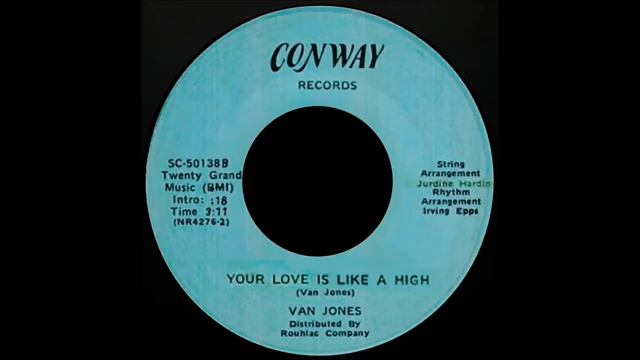 CONWAY
RECORDS
SC-50138B
Twenty Grand
Music (BMI)
Intro: :18
Time 3:11
(NR4276-2)
String
Arrangement
Jurdine Hardin
Rhythm
Arrangement
Irving Epps
YOUR LOVE IS LIKE A HIGH
(Van Jones)
VAN JONES
Distributed By
Rouhlac Company